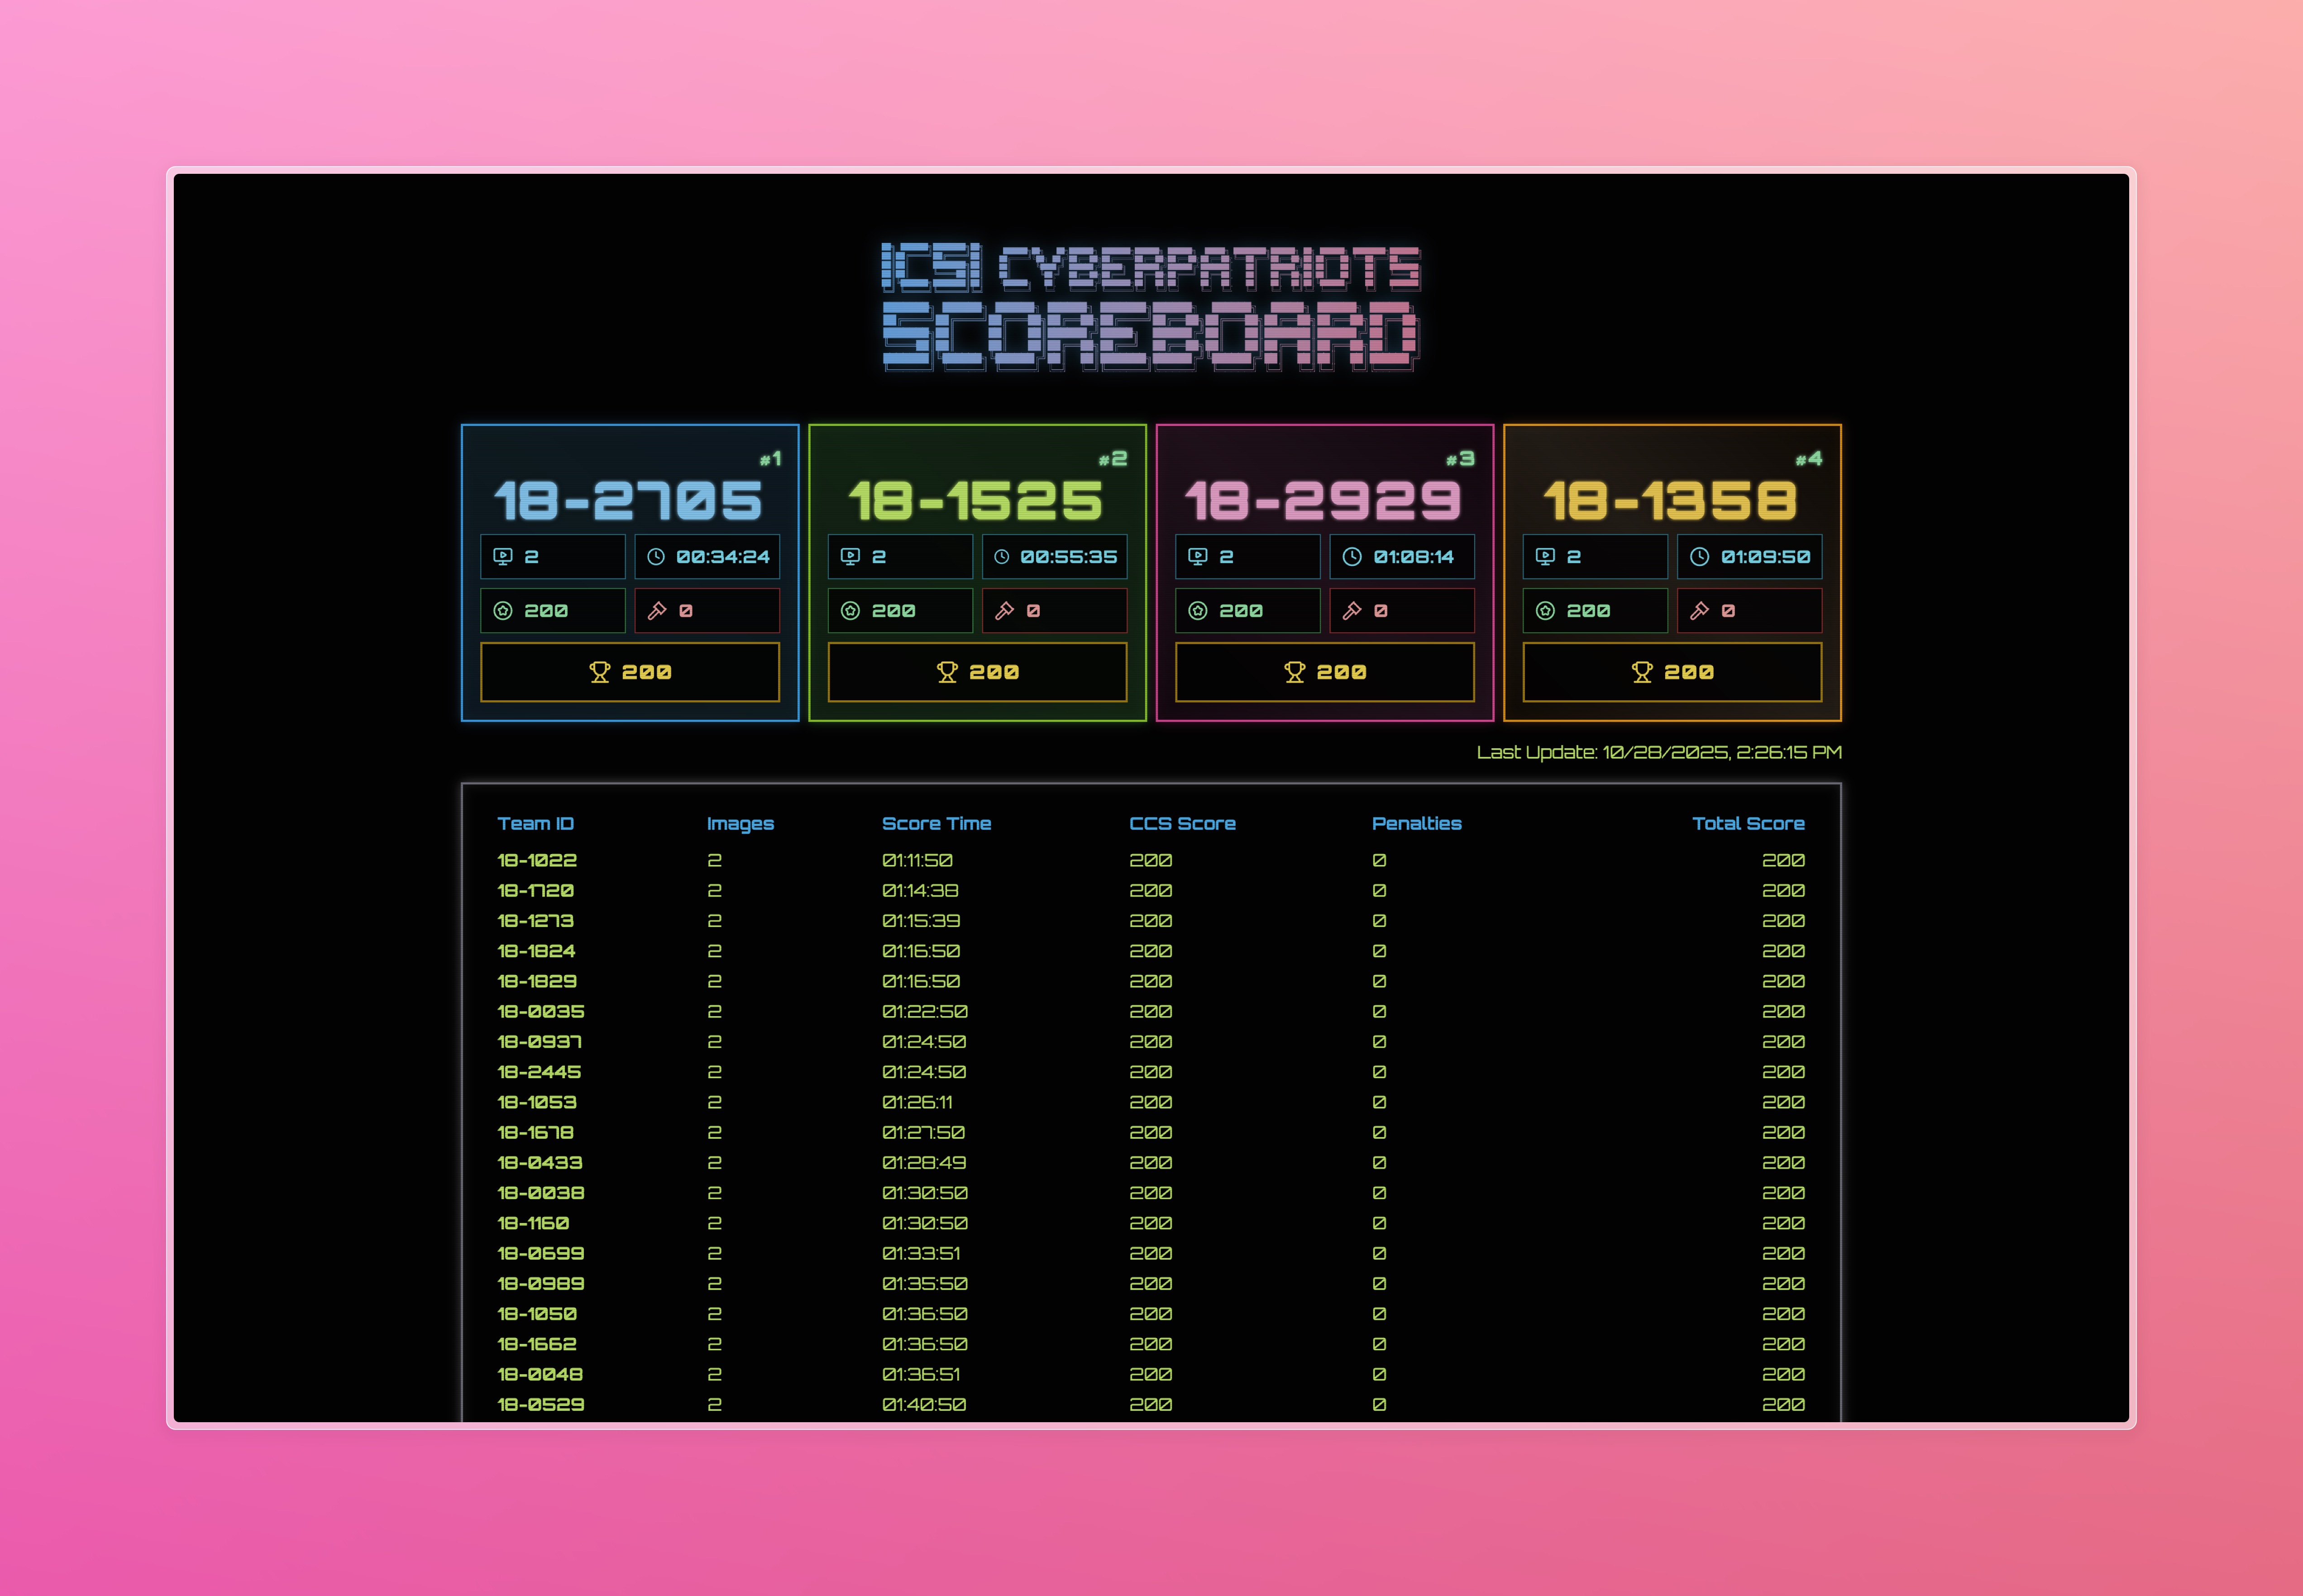 [CS] CYBERPATRIOTS
SCOREBOARD
#1
18-2705
2 00:34:24
200 0
200
#2
18-1525
2 00:55:35
200 0
200
#3
18-2929
2 01:08:14
200 0
200
#4
18-1358
2 01:09:50
200 0
200
Last Update: 10/28/2025, 2:26:15 PM
Team ID Images Score Time CCS Score Penalties Total Score
18-1022 2 01:11:50 200 0 200
18-1720 2 01:14:38 200 0 200
18-1273 2 01:15:39 200 0 200
18-1824 2 01:16:50 200 0 200
18-1829 2 01:16:50 200 0 200
18-0035 2 01:22:50 200 0 200
18-0937 2 01:24:50 200 0 200
18-2445 2 01:24:50 200 0 200
18-1053 2 01:26:11 200 0 200
18-1678 2 01:27:50 200 0 200
18-0433 2 01:28:49 200 0 200
18-0038 2 01:30:50 200 0 200
18-1160 2 01:30:50 200 0 200
18-0699 2 01:33:51 200 0 200
18-0989 2 01:35:50 200 0 200
18-1050 2 01:36:50 200 0 200
18-1662 2 01:36:50 200 0 200
18-0048 2 01:36:51 200 0 200
18-0529 2 01:40:50 200 0 200